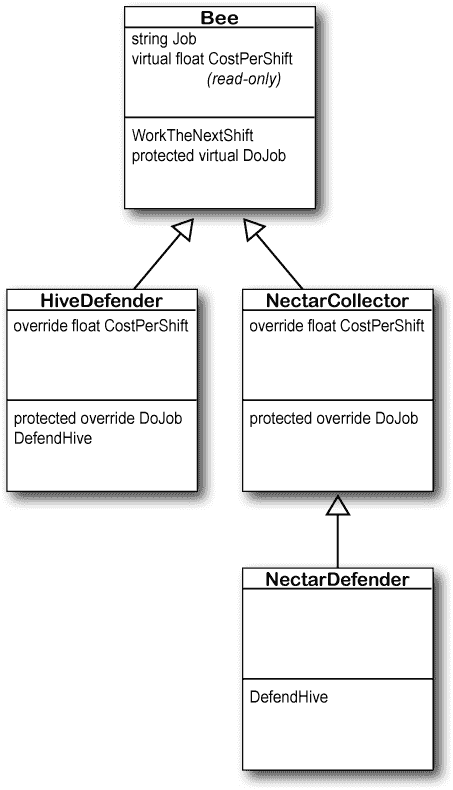 Bee
string Job
virtual float CostPerShift
(read-only)
WorkTheNextShift
protected virtual DoJob
HiveDefender
override float CostPerShift
protected override DoJob
DefendHive
NectarCollector
override float CostPerShift
protected override DoJob
NectarDefender
DefendHive